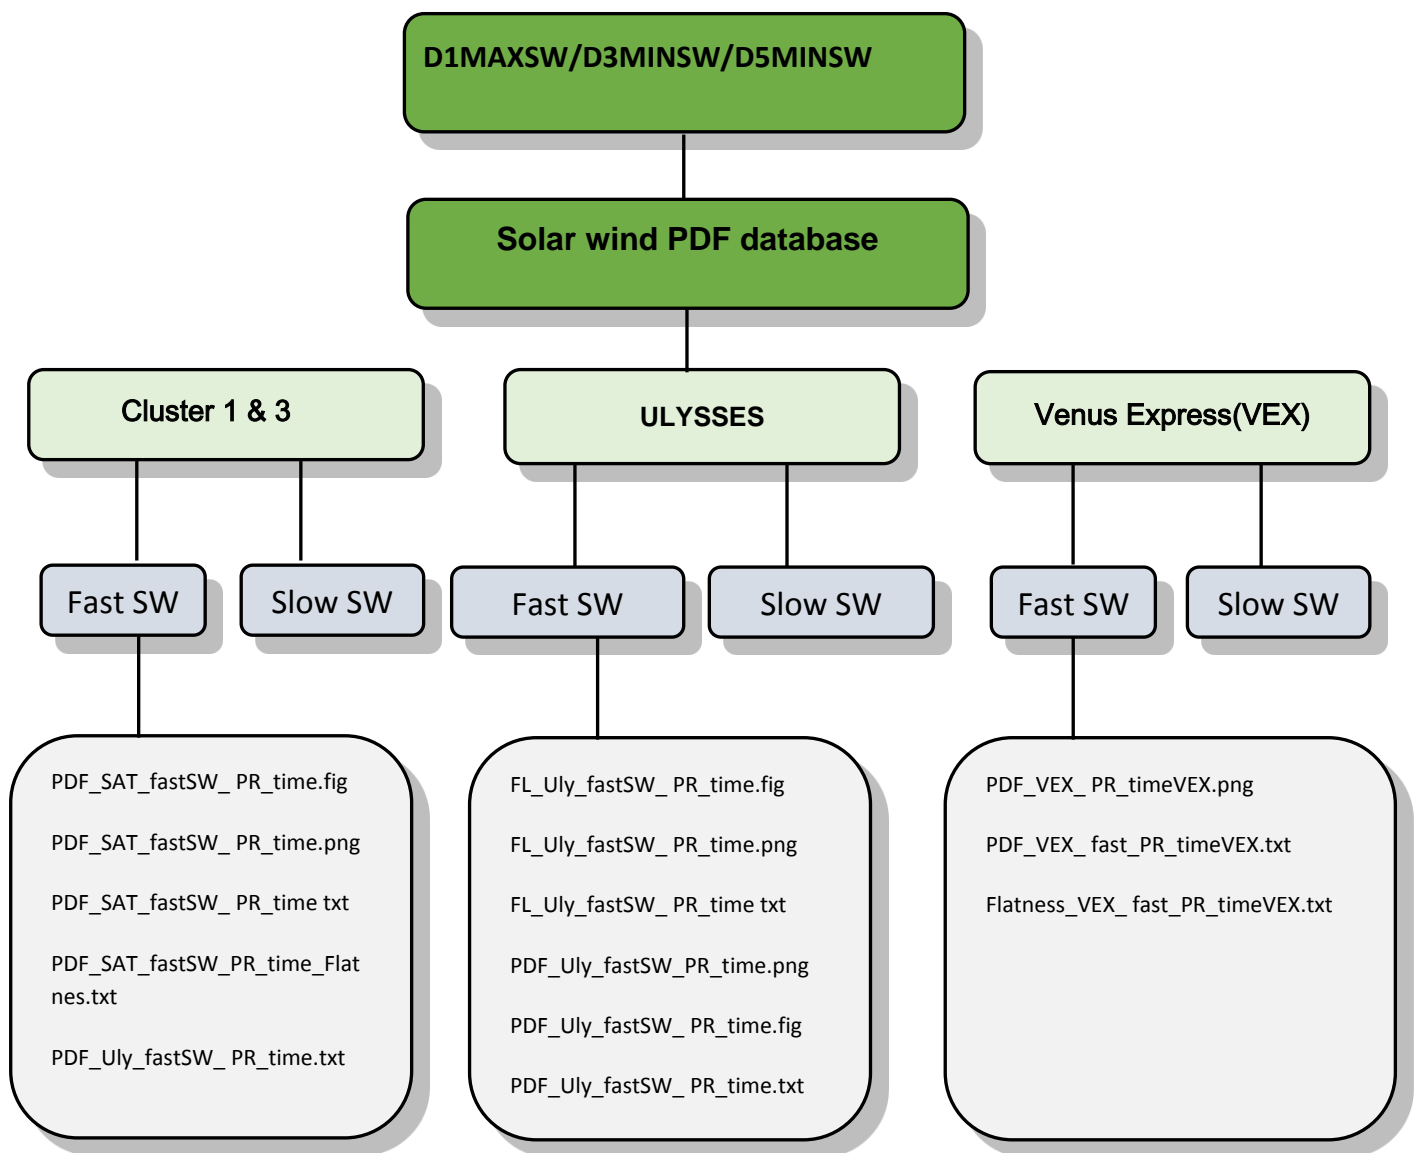 D1MAXSW/D3MINSW/D5MINSW
Solar wind PDF database
Cluster 1 & 3
ULYSSES
Venus Express(VEX)
Fast SW
Slow SW
Fast SW
Slow SW
Fast SW
Slow SW
PDF_SAT_fastSW_ PR_time.fig
PDF_SAT_fastSW_ PR_time.png
PDF_SAT_fastSW_ PR_time txt
PDF_SAT_fastSW_PR_time_Flat
nes.txt
PDF_Uly_fastSW_ PR_time.txt
FL_Uly_fastSW_ PR_time.fig
FL_Uly_fastSW_ PR_time.png
FL_Uly_fastSW_ PR_time txt
PDF_Uly_fastSW_PR_time.png
PDF_Uly_fastSW_ PR_time.fig
PDF_Uly_fastSW_ PR_time.txt
PDF_VEX_ PR_timeVEX.png
PDF_VEX_ fast_PR_timeVEX.txt
Flatness_VEX_ fast_PR_timeVEX.txt